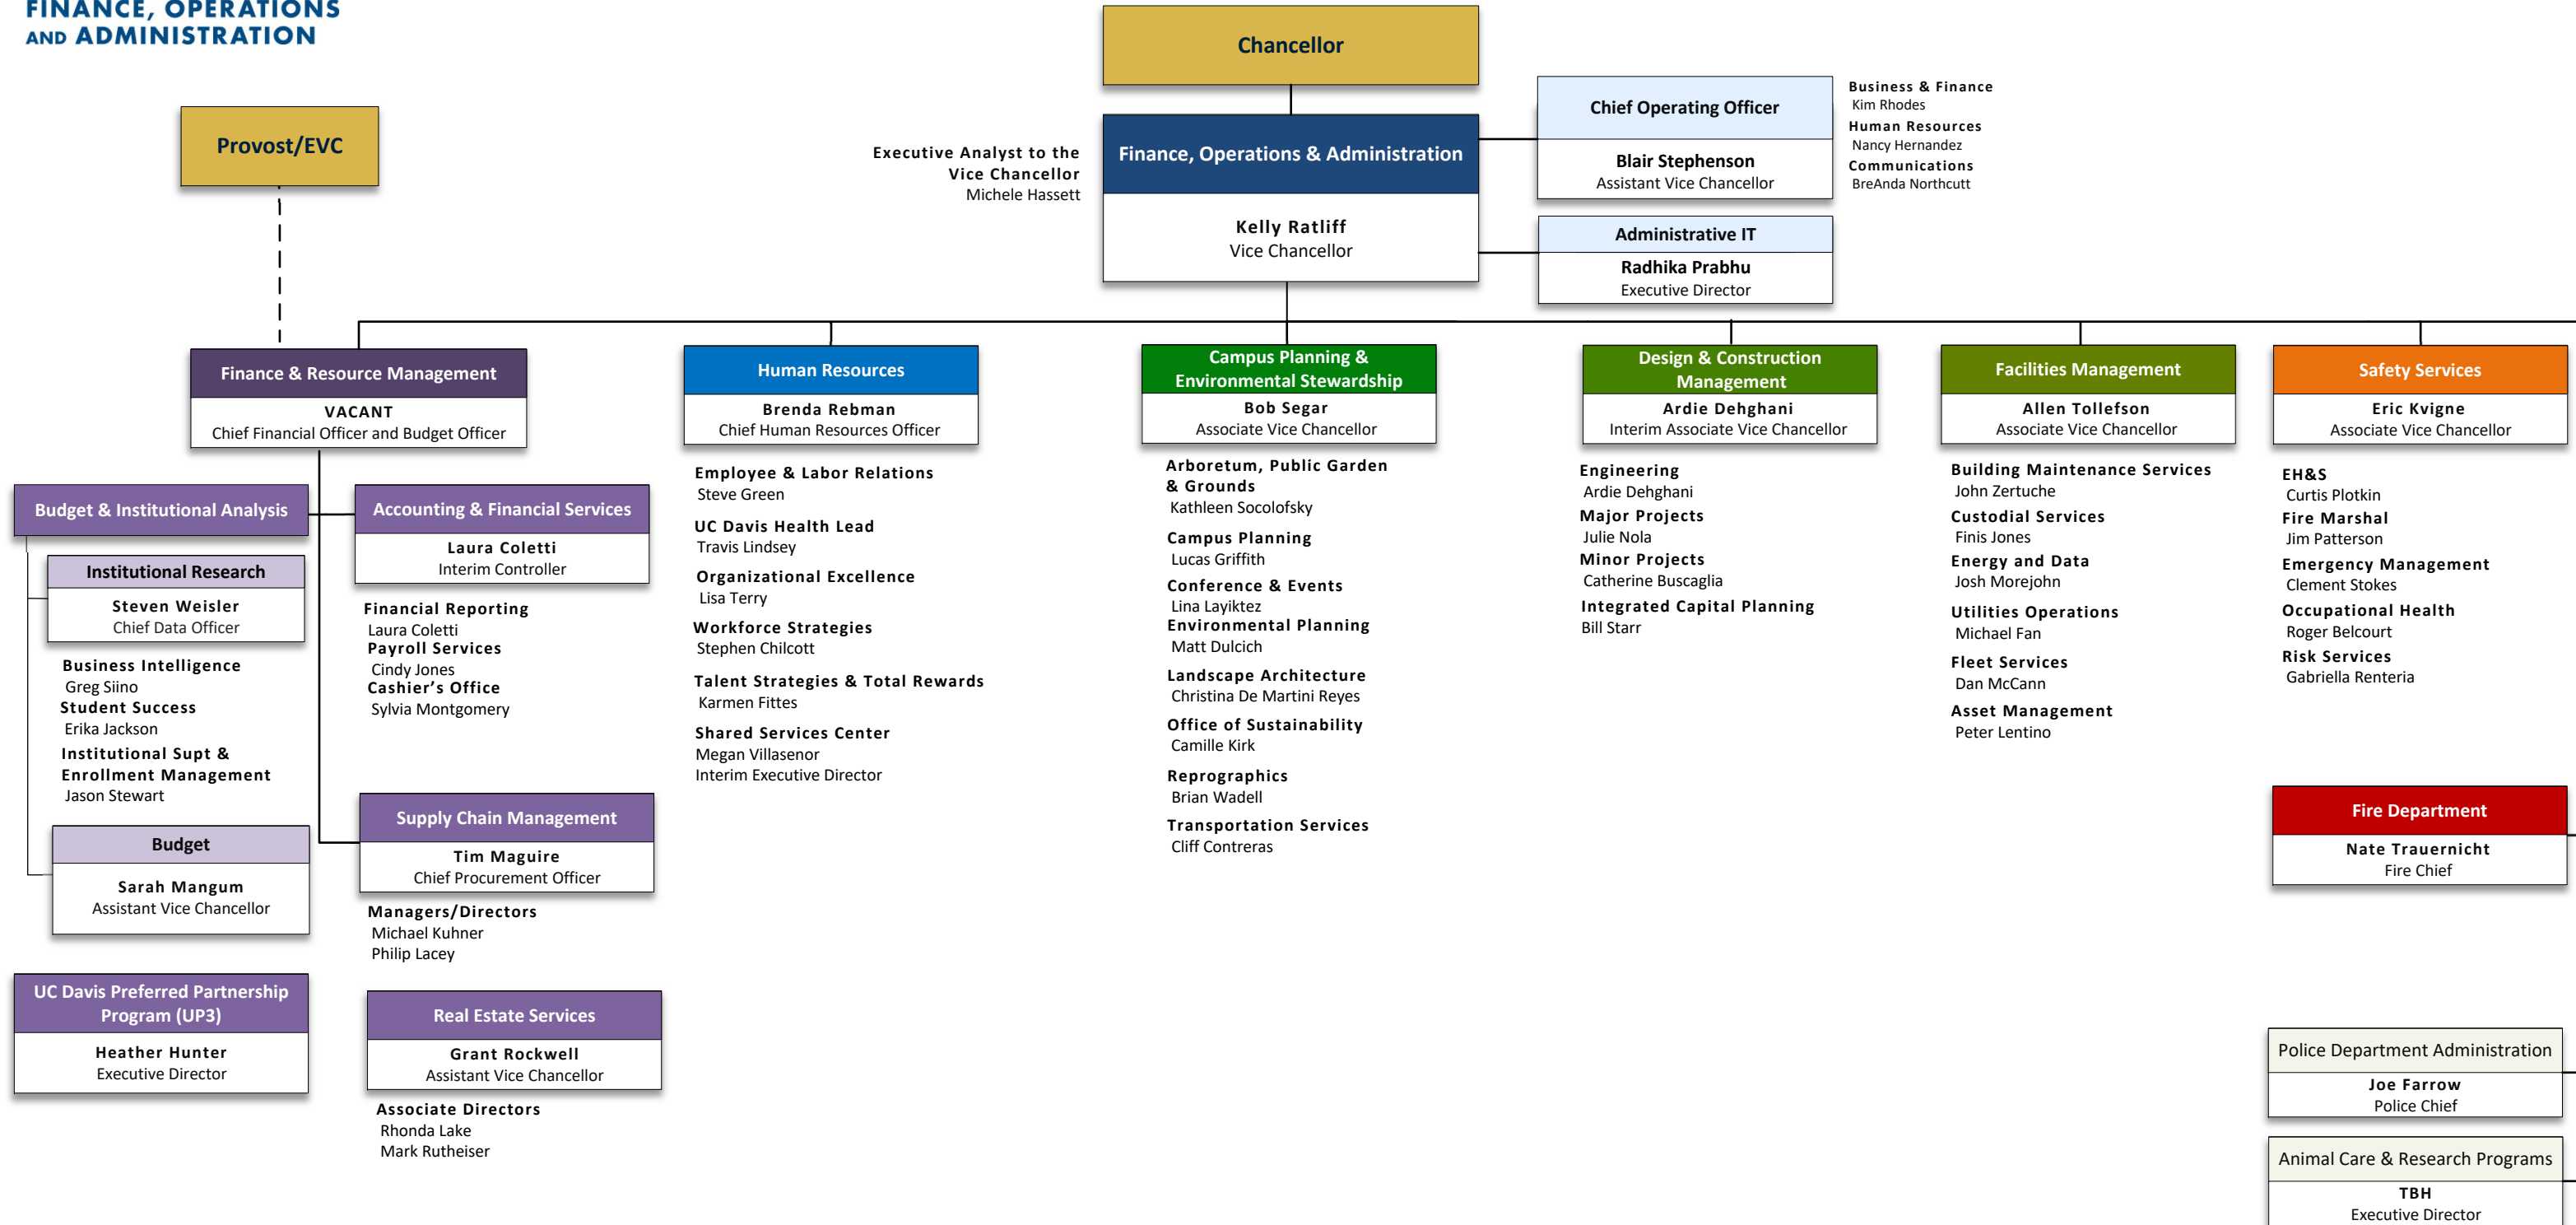 FINANCE, OPERATIONS
AND ADMINISTRATION
Chancellor
Provost/EVC
Executive Analyst to the
Vice Chancellor
Michele Hassett
Finance, Operations & Administration
Kelly Ratliff
Vice Chancellor
Chief Operating Officer
Blair Stephenson
Assistant Vice Chancellor
Business & Finance
Kim Rhodes
Human Resources
Nancy Hernandez
Communications
BreAnda Northcutt
Administrative IT
Radhika Prabhu
Executive Director
Finance & Resource Management
VACANT
Chief Financial Officer and Budget Officer
Budget & Institutional Analysis
Institutional Research
Steven Weisler
Chief Data Officer
Business Intelligence
Greg Siino
Student Success
Erika Jackson
Institutional Supt &
Enrollment Management
Jason Stewart
Budget
Sarah Mangum
Assistant Vice Chancellor
UC Davis Preferred Partnership
Program (UP3)
Heather Hunter
Executive Director
Accounting & Financial Services
Laura Coletti
Interim Controller
Financial Reporting
Laura Coletti
Payroll Services
Cindy Jones
Cashier’s Office
Sylvia Montgomery
Supply Chain Management
Tim Maguire
Chief Procurement Officer
Managers/Directors
Michael Kuhner
Philip Lacey
Real Estate Services
Grant Rockwell
Assistant Vice Chancellor
Associate Directors
Rhonda Lake
Mark Rutheiser
Human Resources
Brenda Rebman
Chief Human Resources Officer
Employee & Labor Relations
Steve Green
UC Davis Health Lead
Travis Lindsey
Organizational Excellence
Lisa Terry
Workforce Strategies
Stephen Chilcott
Talent Strategies & Total Rewards
Karmen Fittes
Shared Services Center
Megan Villasenor
Interim Executive Director
Campus Planning &
Environmental Stewardship
Bob Segar
Associate Vice Chancellor
Arboretum, Public Garden
& Grounds
Kathleen Socolofsky
Campus Planning
Lucas Griffith
Conference & Events
Lina Layiktez
Environmental Planning
Matt Dulcich
Landscape Architecture
Christina De Martini Reyes
Office of Sustainability
Camille Kirk
Reprographics
Brian Wadell
Transportation Services
Cliff Contreras
Design & Construction
Management
Ardie Dehghani
Interim Associate Vice Chancellor
Engineering
Ardie Dehghani
Major Projects
Julie Nola
Minor Projects
Catherine Buscaglia
Integrated Capital Planning
Bill Starr
Facilities Management
Allen Tollefson
Associate Vice Chancellor
Building Maintenance Services
John Zertuche
Custodial Services
Finis Jones
Energy and Data
Josh Morejohn
Utilities Operations
Michael Fan
Fleet Services
Dan McCann
Asset Management
Peter Lentino
Safety Services
Eric Kvigne
Associate Vice Chancellor
EH&S
Curtis Plotkin
Fire Marshal
Jim Patterson
Emergency Management
Clement Stokes
Occupational Health
Roger Belcourt
Risk Services
Gabriella Renteria
Fire Department
Nate Trauernicht
Fire Chief
Police Department Administration
Joe Farrow
Police Chief
Animal Care & Research Programs
TBH
Executive Director